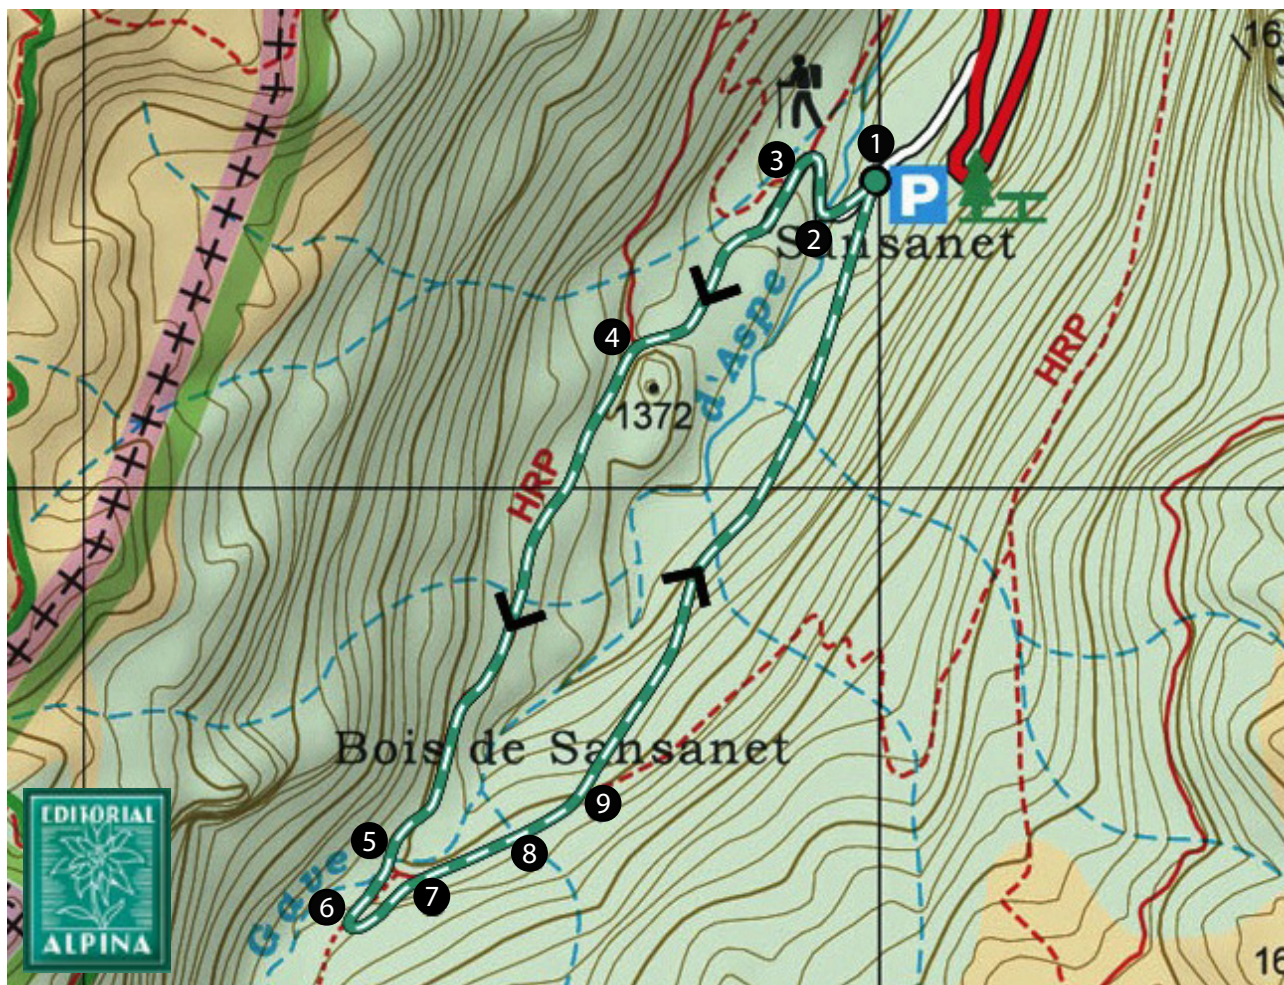 16
1
3
P
2
Sansanet
d'Aspe
4
HRP
1372
HRP
Bois de Sansanet
9
EDITORIAL
ALPINA
5
8
Gave
7
6
16